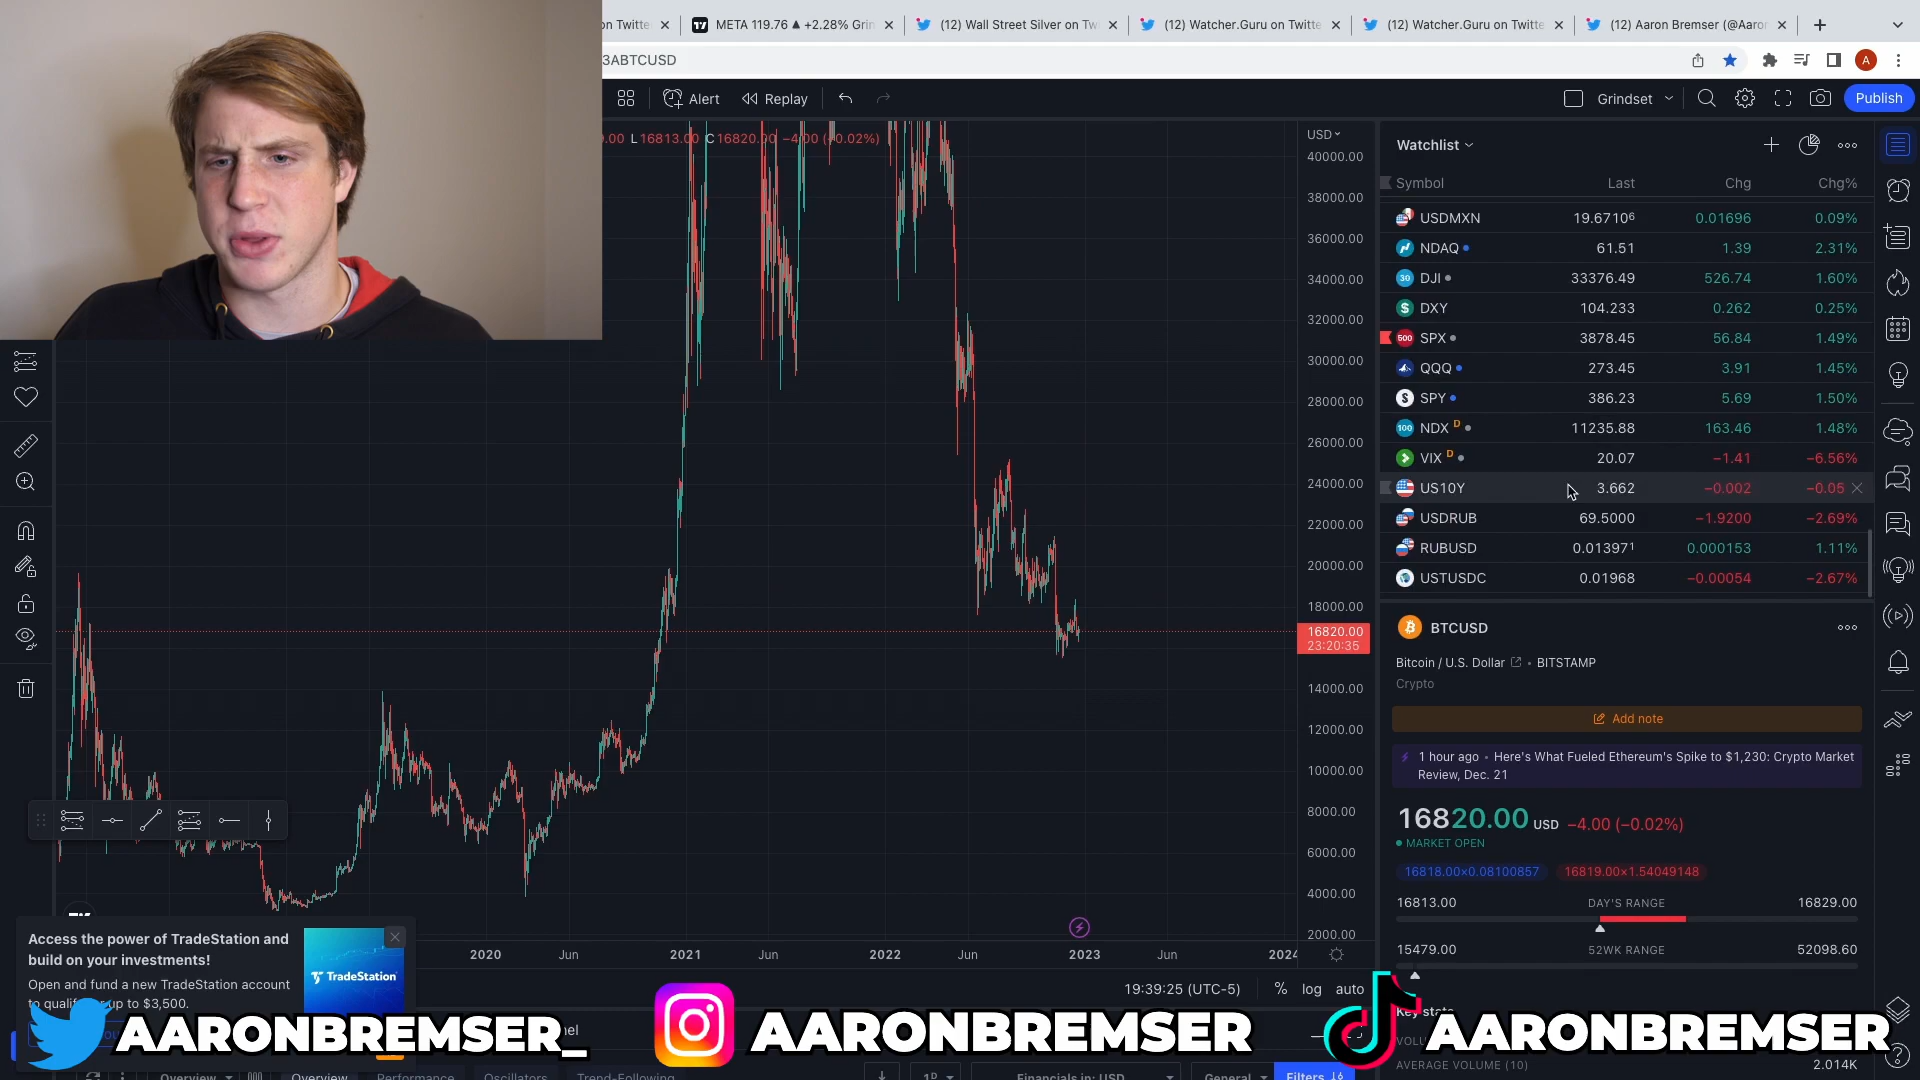 on Twitte
META 119.76 ▲ +2.28% Grin
(12) Wall Street Silver on Tw
(12) Watcher.Guru on Twitte
(12) Watcher.Guru on Twitte
(12) Aaron Bremser (@Aaro
3ABTCUSD
A
Alert
Replay
Grindset
Publish
0.00 L16813.00 C16820.00 −4.00 (−0.02%)
USD
40000.00
38000.00
36000.00
34000.00
32000.00
30000.00
28000.00
26000.00
24000.00
22000.00
20000.00
18000.00
16820.00
23:20:35
14000.00
12000.00
10000.00
8000.00
6000.00
4000.00
2000.00
2020
Jun
2021
Jun
2022
Jun
2023
Jun
2024
19:39:25 (UTC-5)
%
log
auto
Watchlist
Symbol Last Chg Chg%
USDMXN 19.6710⁶ 0.01696 0.09%
NDAQ 61.51 1.39 2.31%
30 DJI 33376.49 526.74 1.60%
$ DXY 104.233 0.262 0.25%
500 SPX 3878.45 56.84 1.49%
QQQ 273.45 3.91 1.45%
$ SPY 386.23 5.69 1.50%
100 NDX D 11235.88 163.46 1.48%
VIX D 20.07 −1.41 −6.56%
US10Y 3.662 −0.002 −0.05
USDRUB 69.5000 −1.9200 −2.69%
RUBUSD 0.01397¹ 0.000153 1.11%
USTUSDC 0.01968 −0.00054 −2.67%
BTCUSD
Bitcoin / U.S. Dollar • BITSTAMP
Crypto
Add note
1 hour ago • Here's What Fueled Ethereum's Spike to $1,230: Crypto Market
Review, Dec. 21
16820.00 USD −4.00 (−0.02%)
MARKET OPEN
16818.00×0.08100857 16819.00×1.54049148
16813.00 DAY'S RANGE 16829.00
15479.00 52WK RANGE 52098.60
AVERAGE VOLUME (10) 2.014K
Access the power of TradeStation and
build on your investments!
Open and fund a new TradeStation account
TradeStation
AARONBREMSER_
AARONBREMSER
AARONBREMSER
Overview
Overview
Performance
Oscillators
Trend-Following
1D
Financials in: USD
General
Filters